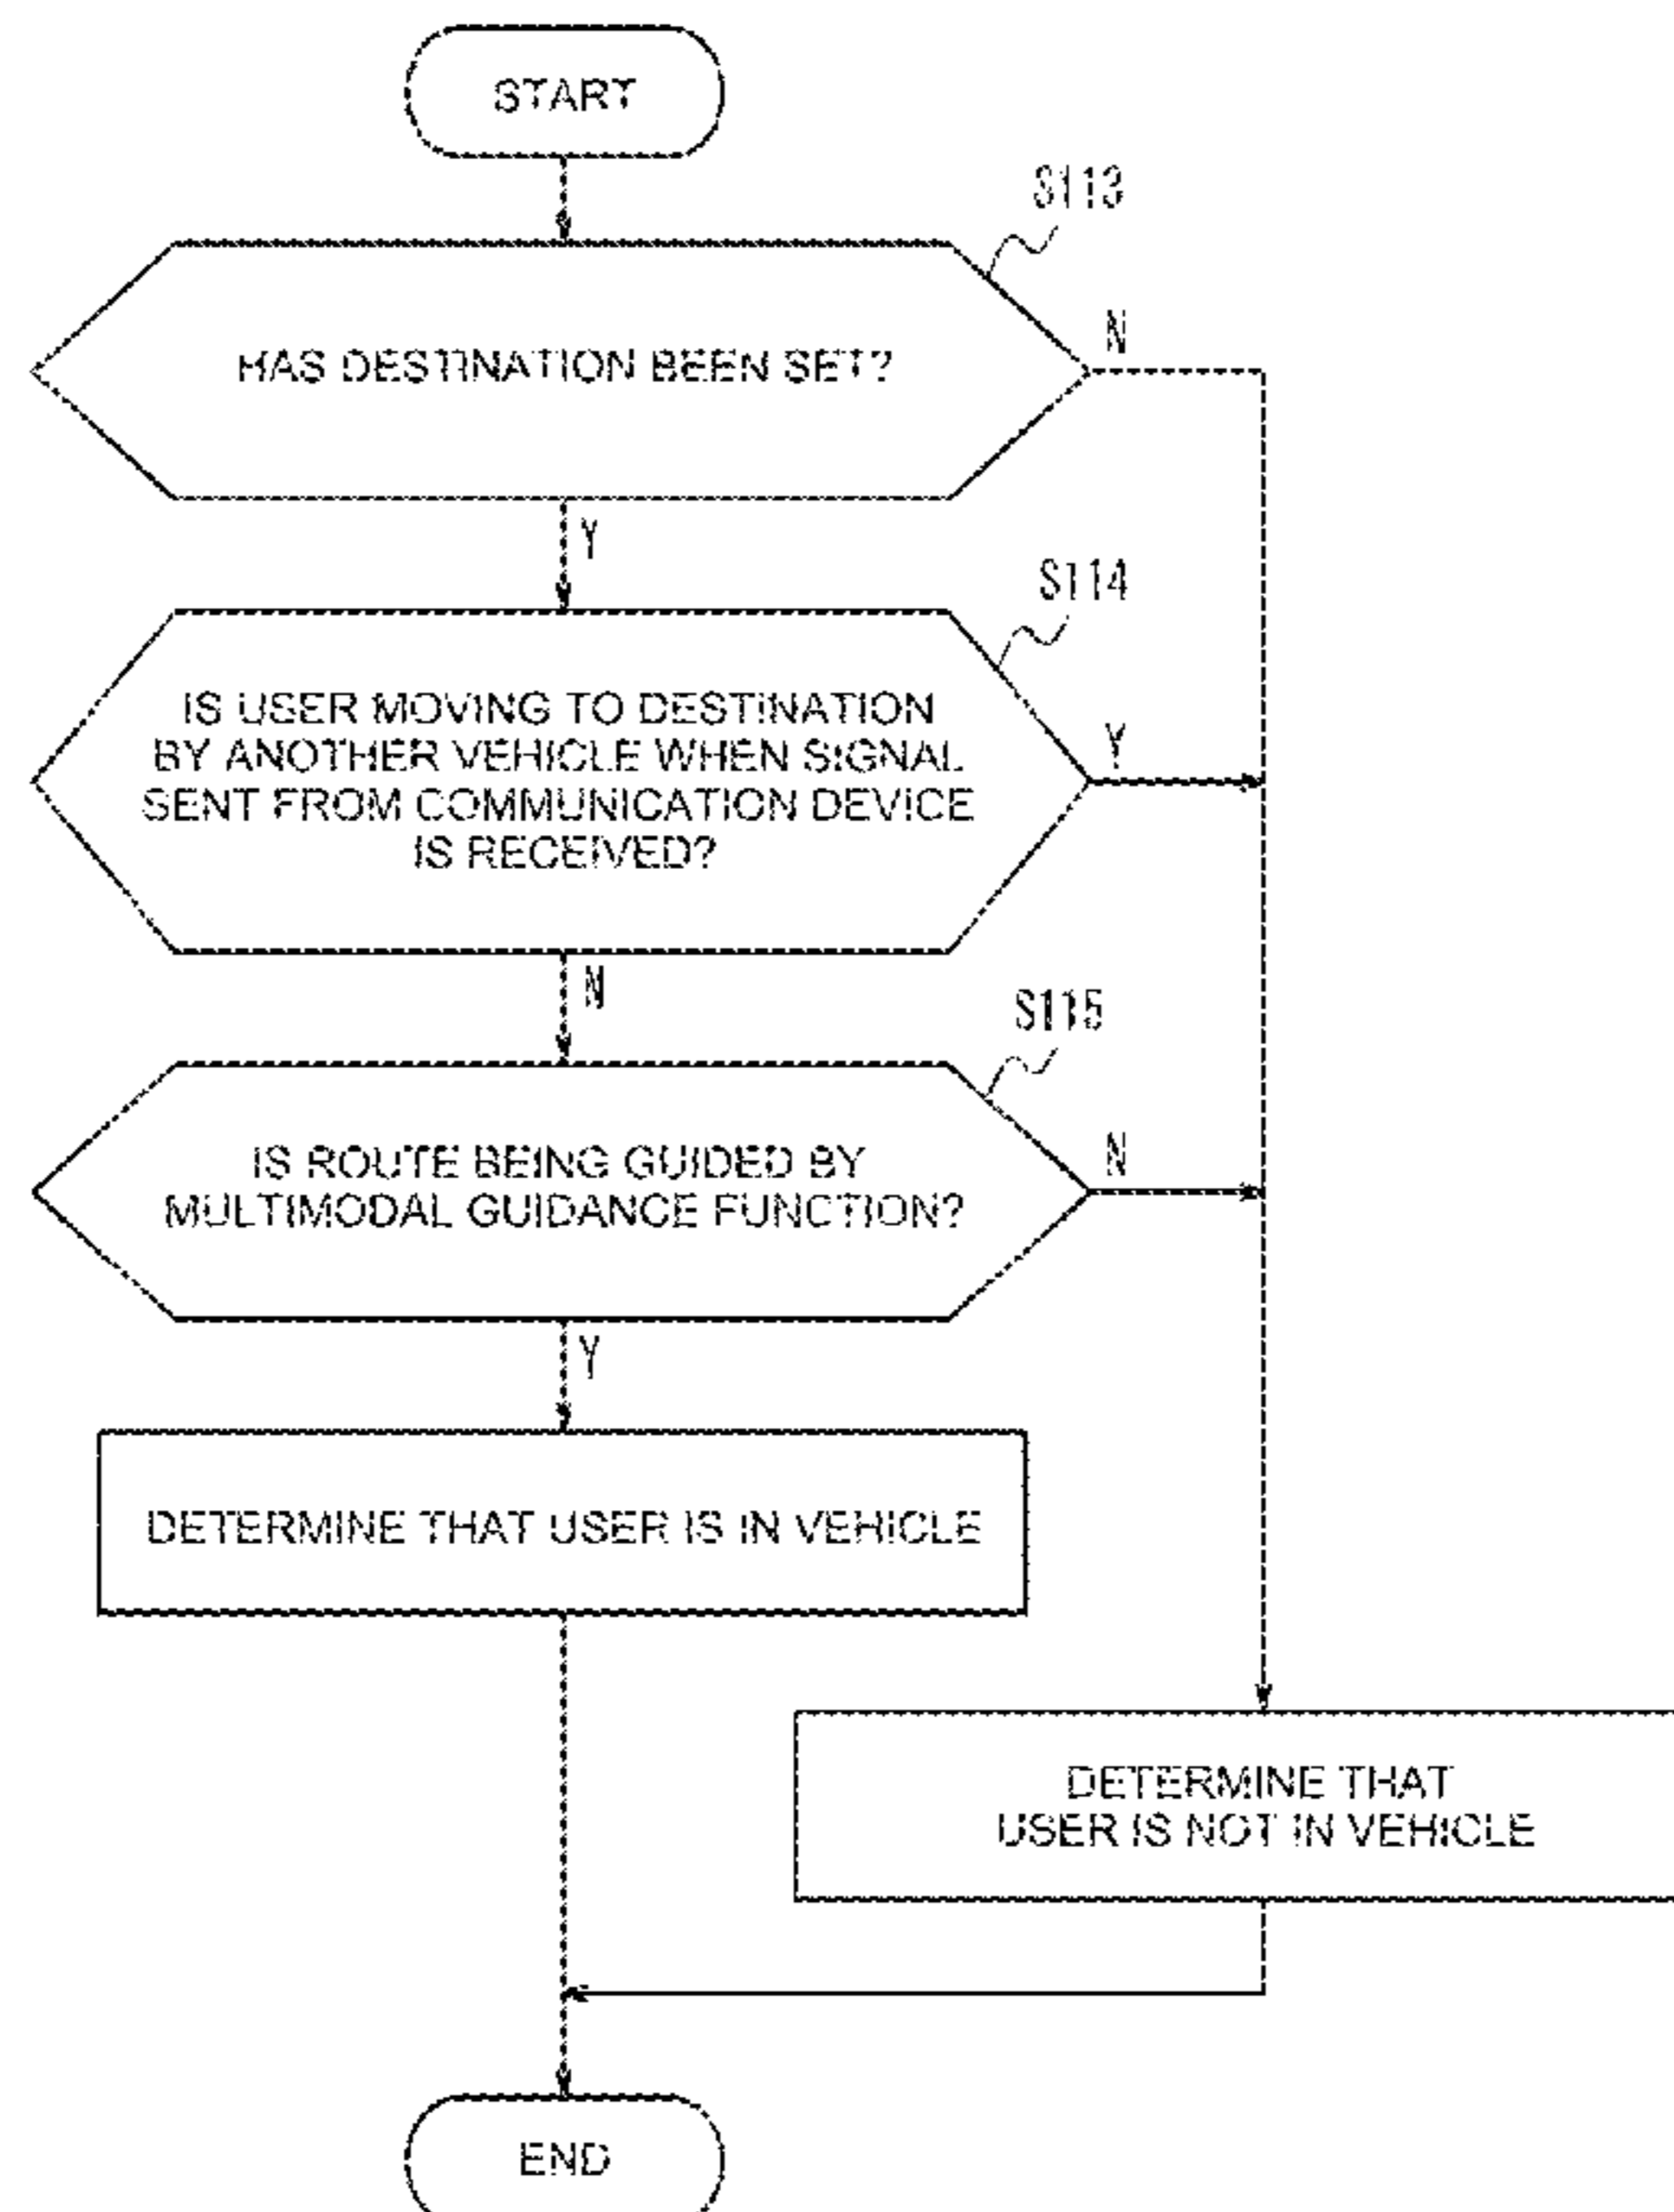 START
S113
HAS DESTINATION BEEN SET?
N
Y
S114
IS USER MOVING TO DESTINATION
BY ANOTHER VEHICLE WHEN SIGNAL
SENT FROM COMMUNICATION DEVICE
IS RECEIVED?
Y
N
S115
IS ROUTE BEING GUIDED BY
MULTIMODAL GUIDANCE FUNCTION?
N
Y
DETERMINE THAT USER IS IN VEHICLE
DETERMINE THAT
USER IS NOT IN VEHICLE
END